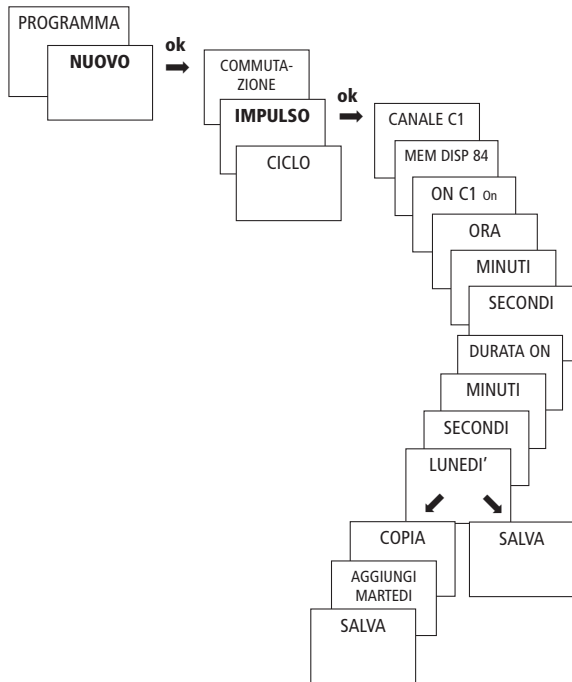 PROGRAMMA
NUOVO
ok
COMMUTA-
ZIONE
IMPULSO
CICLO
ok
CANALE C1
MEM DISP 84
ON C1 On
ORA
MINUTI
SECONDI
DURATA ON
MINUTI
SECONDI
LUNEDI’
COPIA
AGGIUNGI
MARTEDI
SALVA
SALVA